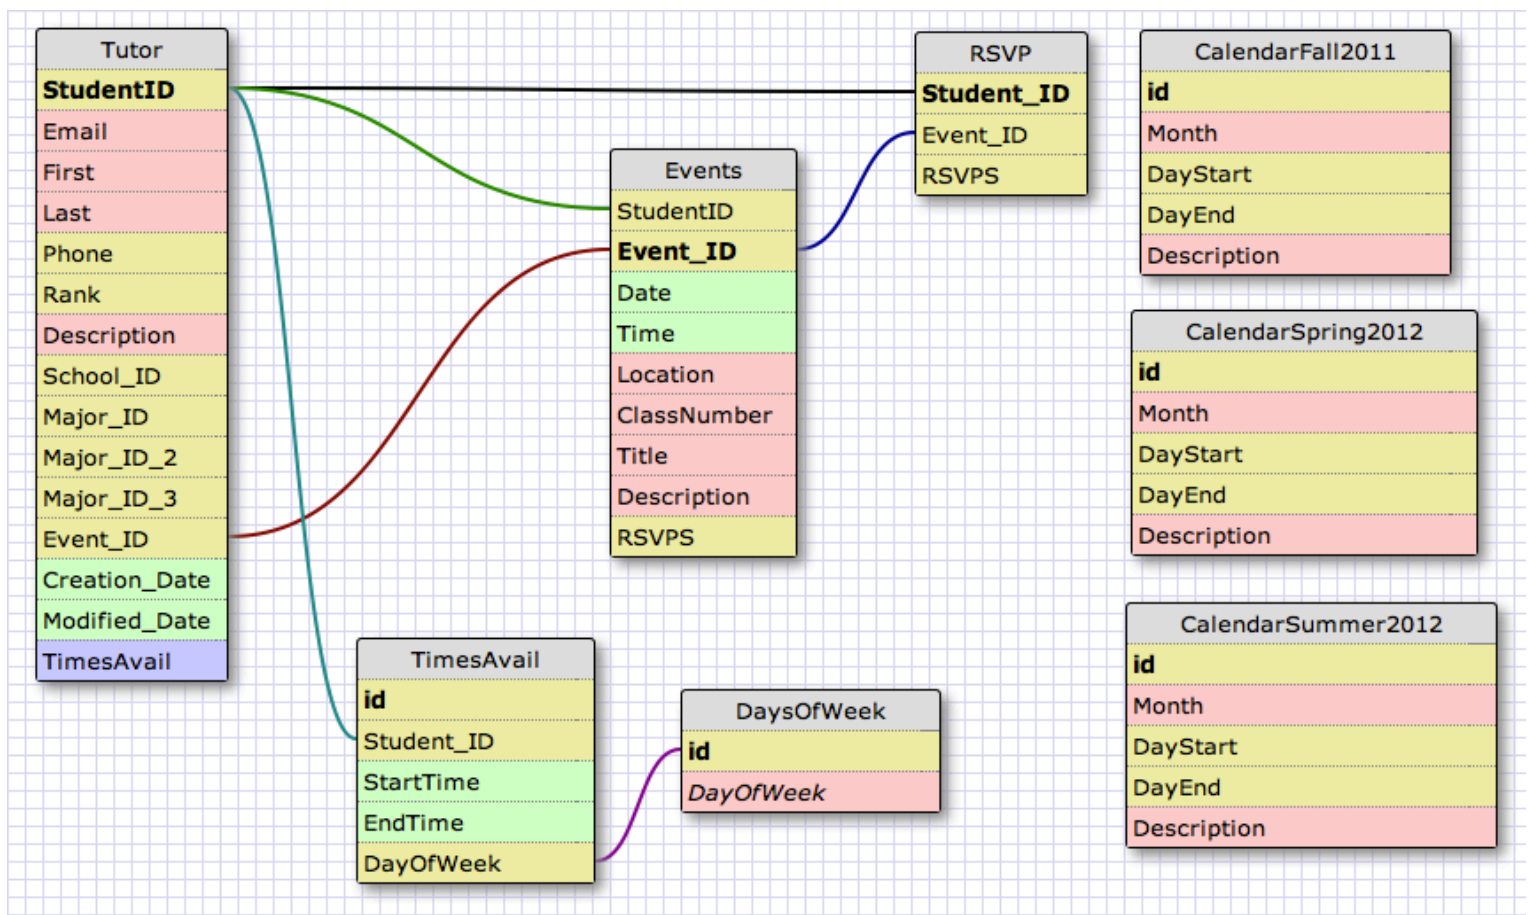 Tutor
StudentID
Email
First
Last
Phone
Rank
Description
School_ID
Major_ID
Major_ID_2
Major_ID_3
Event_ID
Creation_Date
Modified_Date
TimesAvail
Events
StudentID
Event_ID
Date
Time
Location
ClassNumber
Title
Description
RSVPS
RSVP
Student_ID
Event_ID
RSVPS
TimesAvail
id
Student_ID
StartTime
EndTime
DayOfWeek
DaysOfWeek
id
DayOfWeek
CalendarFall2011
id
Month
DayStart
DayEnd
Description
CalendarSpring2012
id
Month
DayStart
DayEnd
Description
CalendarSummer2012
id
Month
DayStart
DayEnd
Description